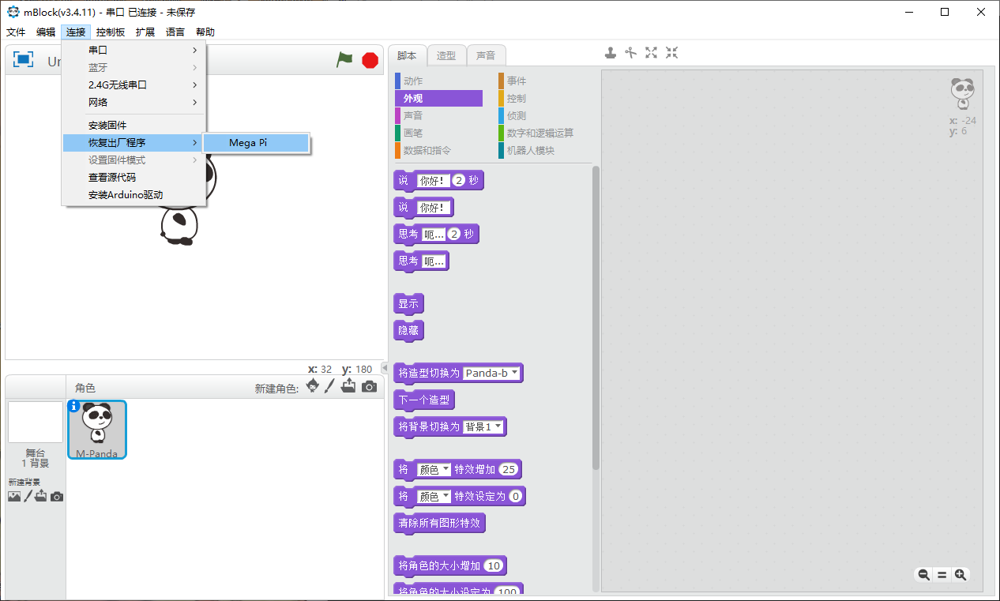 mBlock(v3.4.11) - 串口 已连接 - 未保存
文件 编辑 连接 控制板 扩展 语言 帮助
串口
蓝牙
2.4G无线串口
网络
安装固件
恢复出厂程序
Mega Pi
设置固件模式
查看源代码
安装Arduino驱动
Un
x: 32 y: 180
角色
新建角色:
舞台
1 背景
新建背景
M-Panda
脚本 造型 声音
动作 事件
外观 控制
声音 侦测
画笔 数字和逻辑运算
数据和指令 机器人模块
说 你好! 2 秒
说 你好!
思考 呃... 2 秒
思考 呃...
显示
隐藏
将造型切换为 Panda-b
下一个造型
将背景切换为 背景1
将 颜色 特效增加 25
将 颜色 特效设定为 0
清除所有图形特效
将角色的大小增加 10
将角色的大小设定为 100
x: -24
y: 6